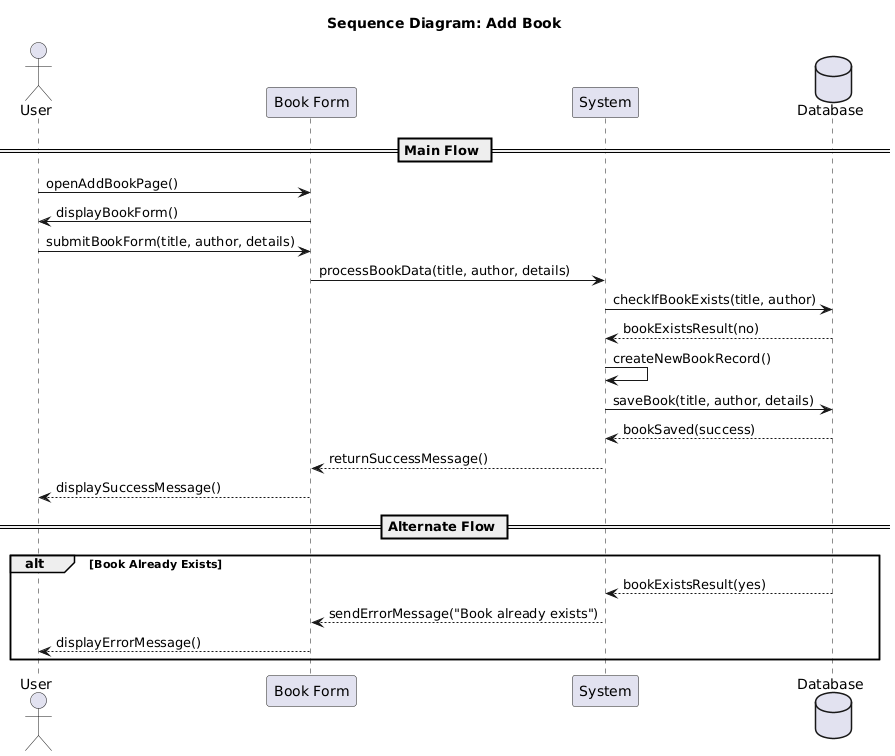 Sequence Diagram: Add Book
User
Book Form
System
Database
Main Flow
openAddBookPage()
displayBookForm()
submitBookForm(title, author, details)
processBookData(title, author, details)
checkIfBookExists(title, author)
bookExistsResult(no)
createNewBookRecord()
saveBook(title, author, details)
bookSaved(success)
returnSuccessMessage()
displaySuccessMessage()
Alternate Flow
alt [Book Already Exists]
bookExistsResult(yes)
sendErrorMessage("Book already exists")
displayErrorMessage()
User
Book Form
System
Database